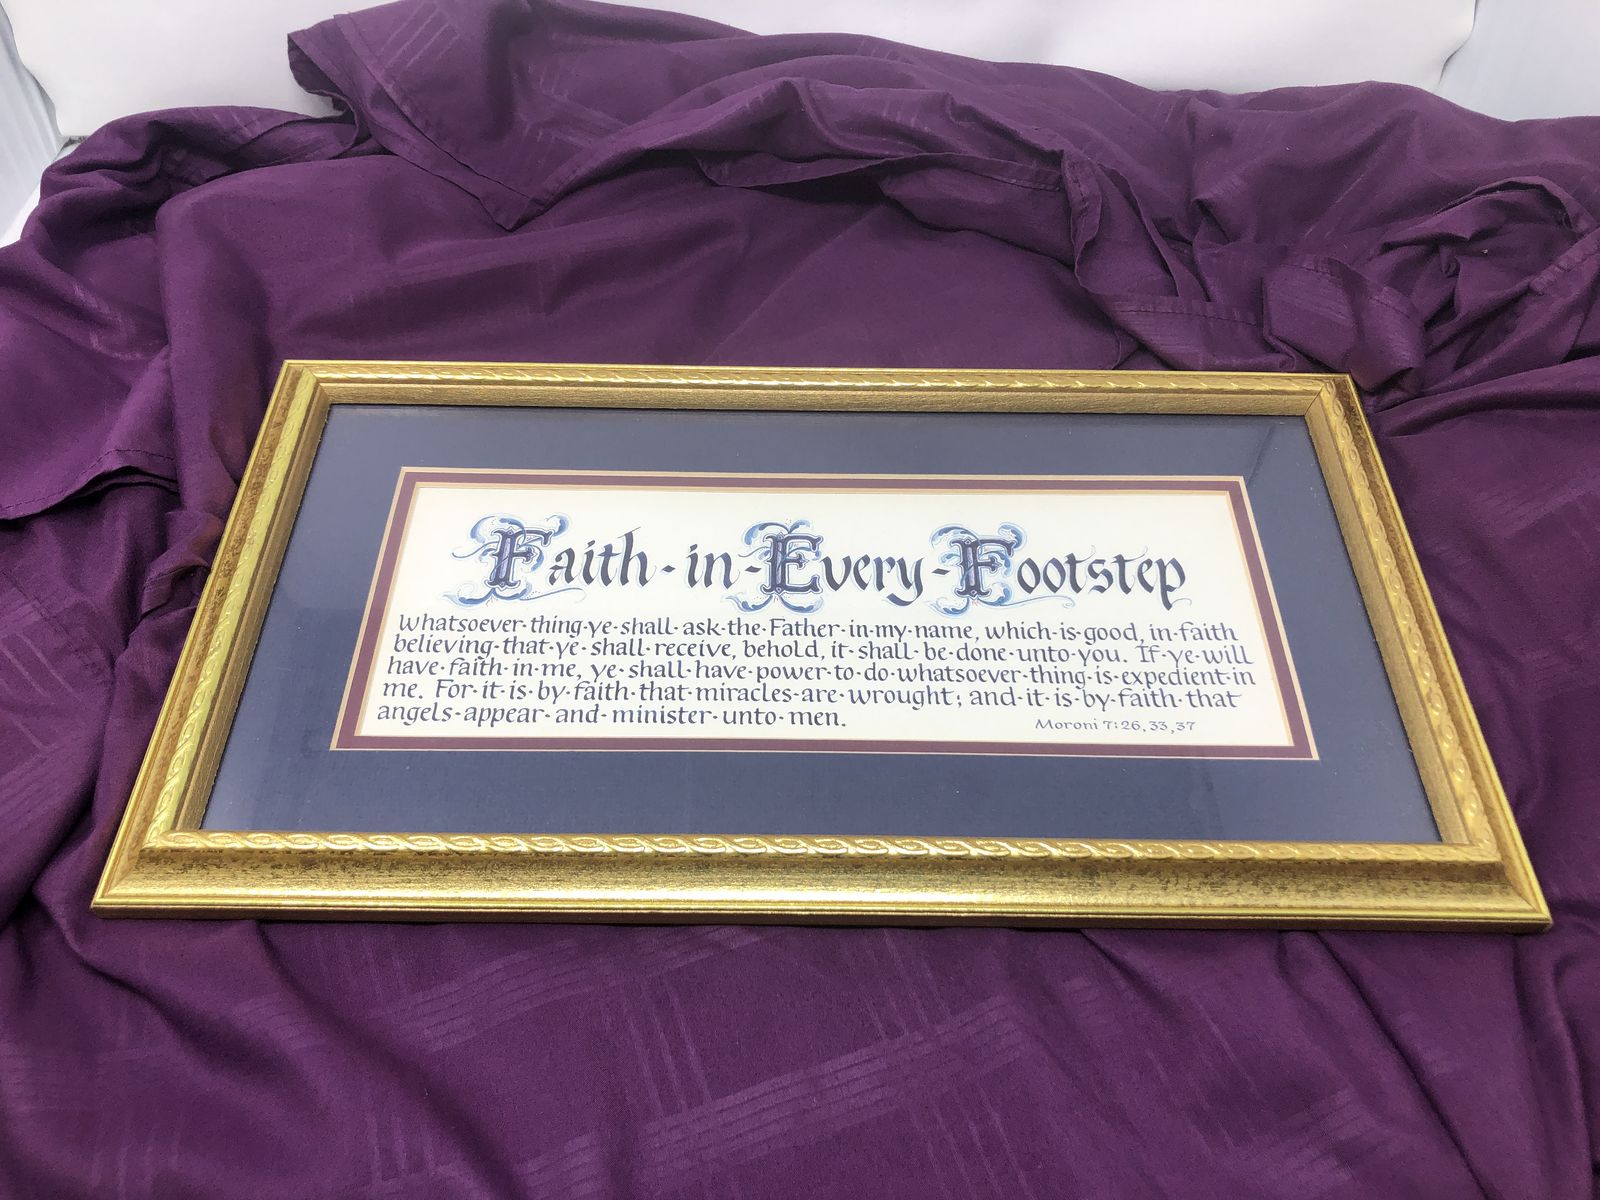 Faith-in-Every-Footstep
Whatsoever·thing·ye·shall·ask·the·Father·in·my·name, which·is·good, in·faith
believing·that·ye·shall·receive, behold, it·shall·be·done·unto·you. If·ye·will
have·faith·in·me, ye·shall·have·power·to·do·whatsoever·thing·is·expedient·in
me. For·it·is·by·faith·that·miracles·are·wrought; and·it·is·by·faith·that
angels·appear·and·minister·unto·men.
Moroni 7:26,33,37